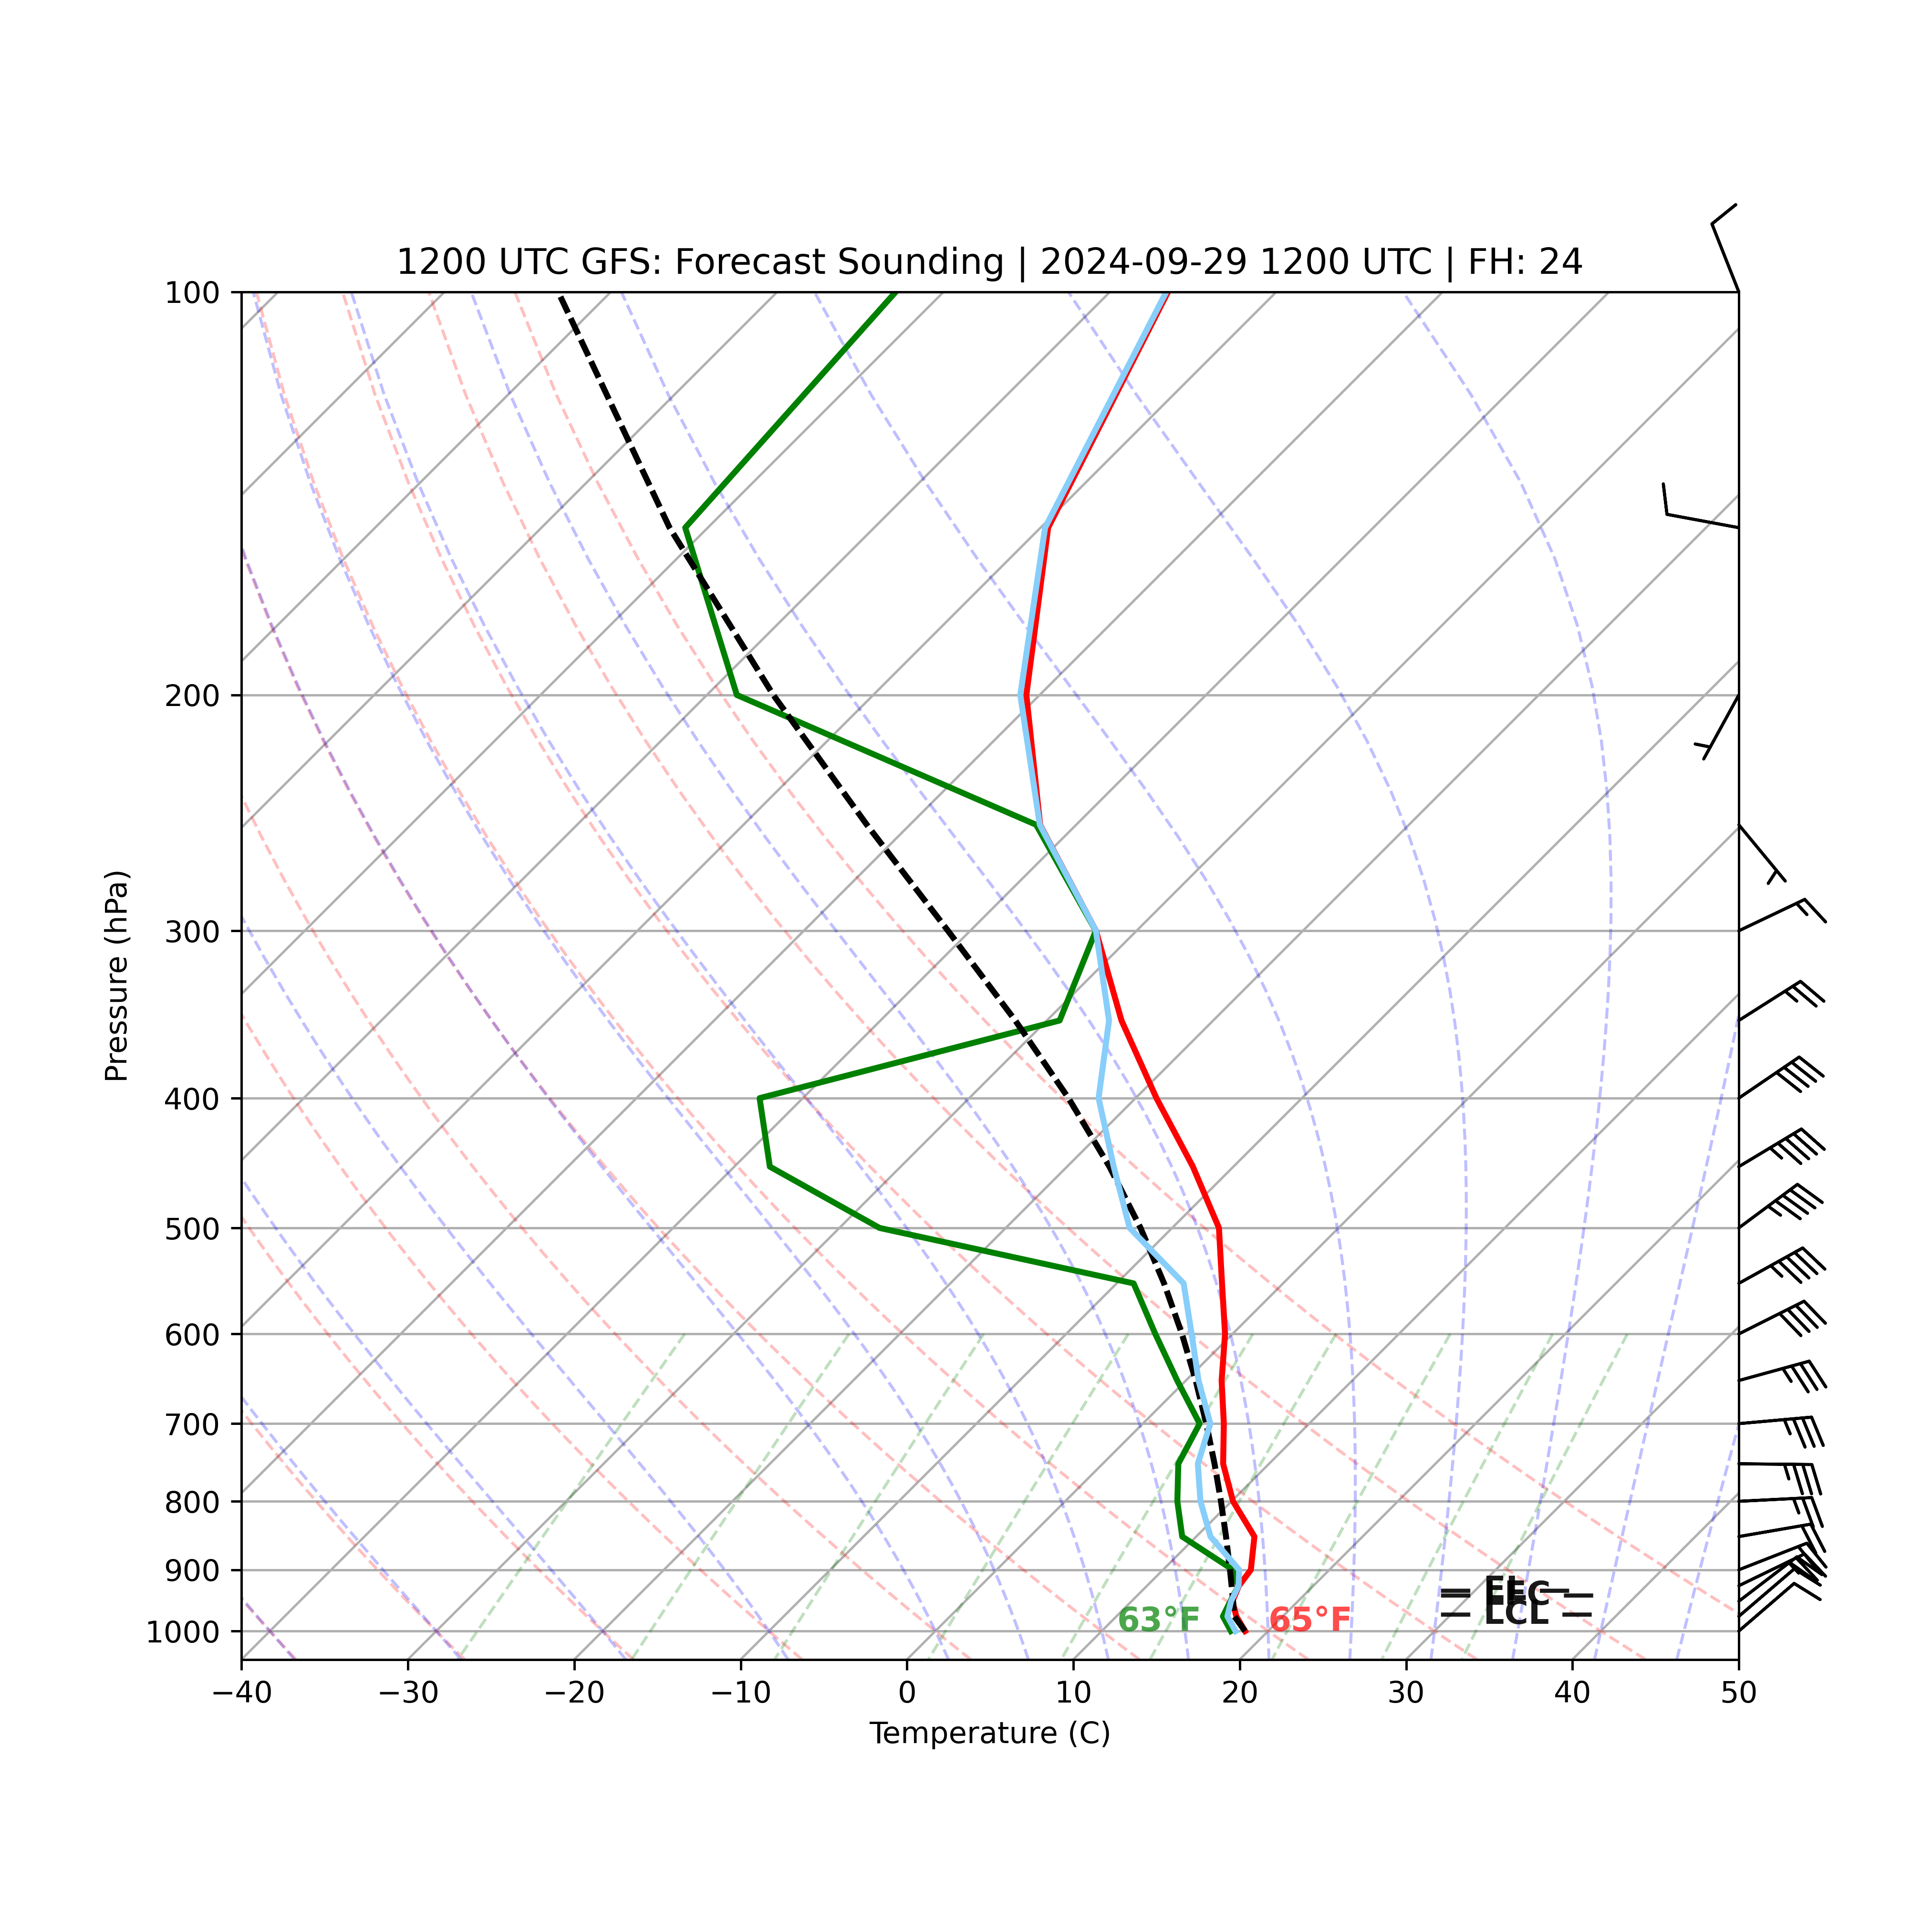 1200 UTC GFS: Forecast Sounding | 2024-09-29 1200 UTC | FH: 24
100
200
300
400
500
600
700
800
900
1000
Pressure (hPa)
63°F
65°F
EL
LFC
LCL
−40 −30 −20 −10 0 10 20 30 40 50
Temperature (C)